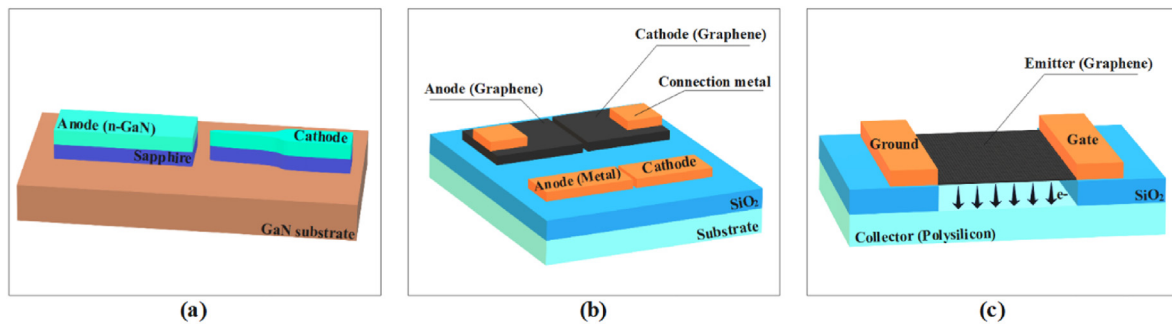 Anode (n-GaN)
Cathode
Sapphire
GaN substrate
(a)
Cathode (Graphene)
Connection metal
Anode (Graphene)
Anode (Metal)
Cathode
SiO₂
Substrate
(b)
Emitter (Graphene)
Ground
Gate
e-
SiO₂
Collector (Polysilicon)
(c)